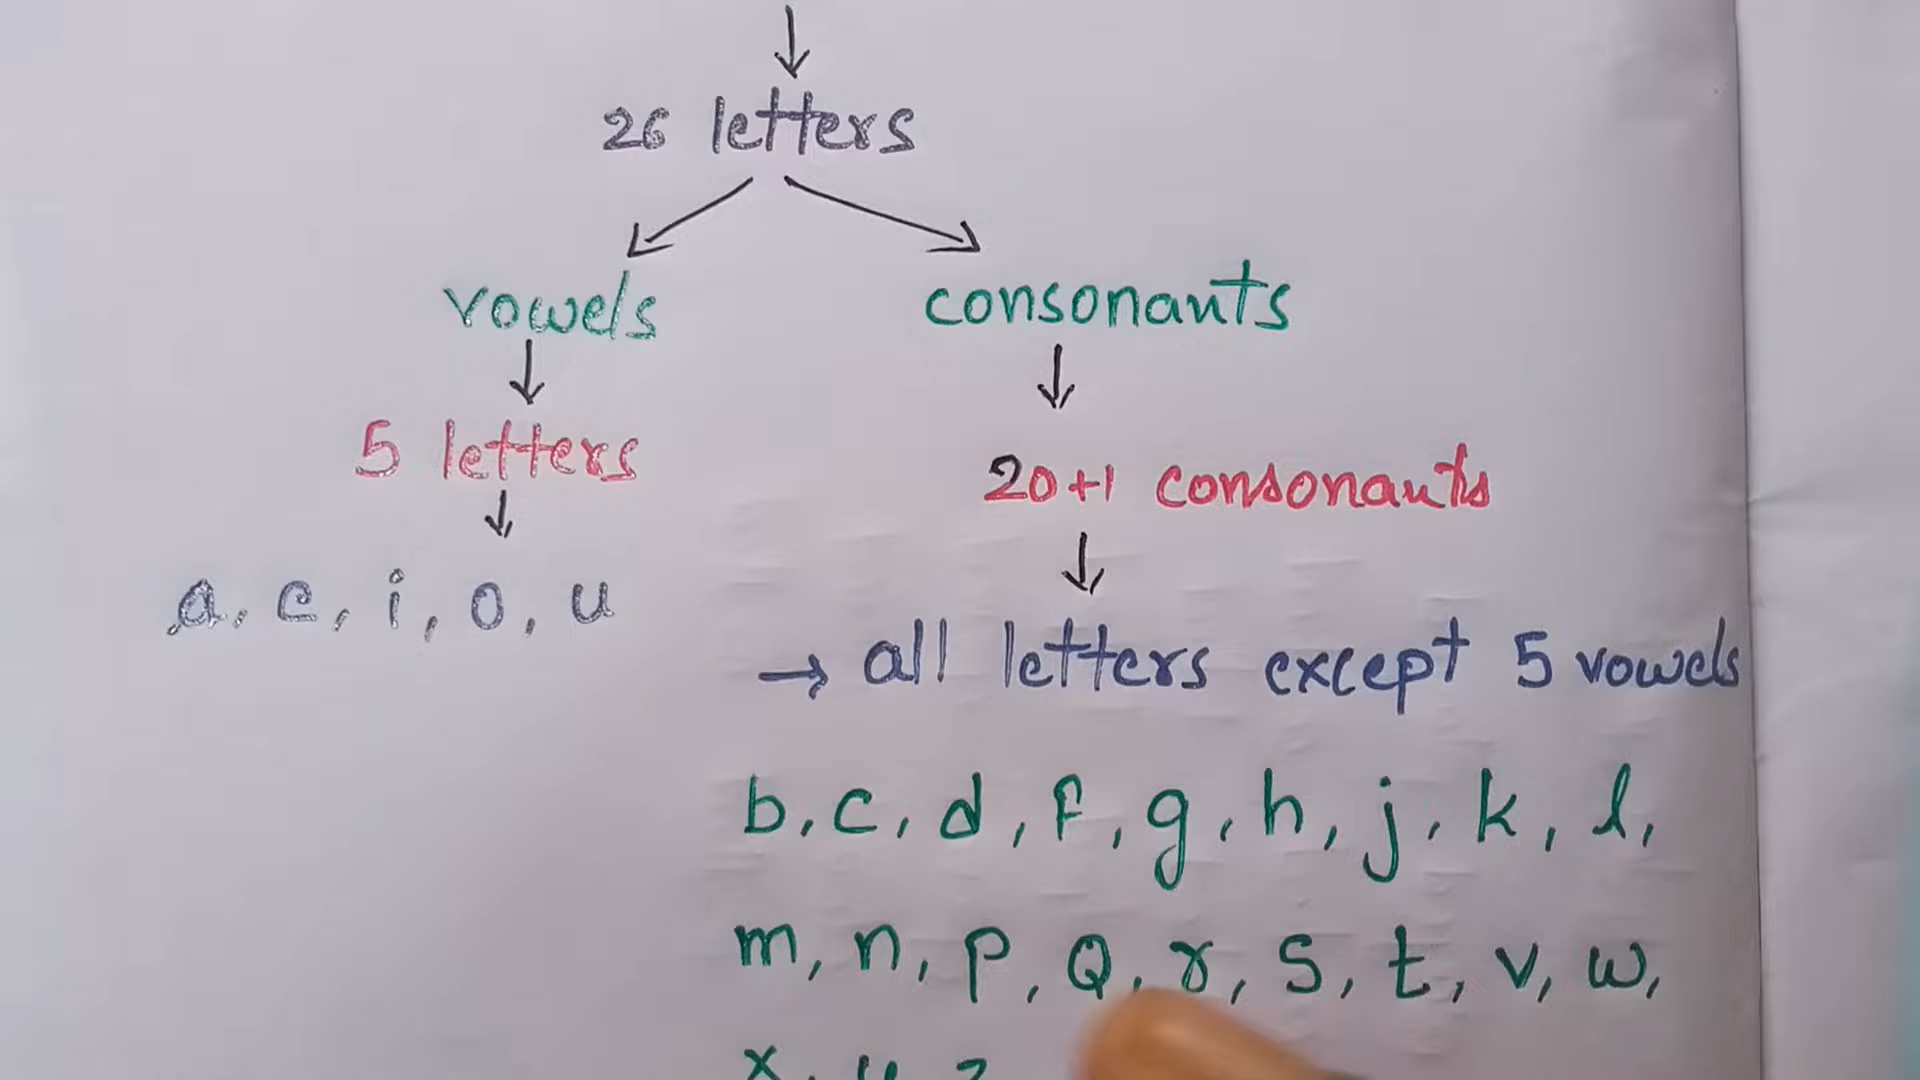 26 letters
vowels
consonants
5 letters
20+1 consonants
a, e, i, o, u
→ all letters except 5 vowels
b, c, d, f, g, h, j, k, l,
m, n, p, Q, r, s, t, v, w,
x, y, z